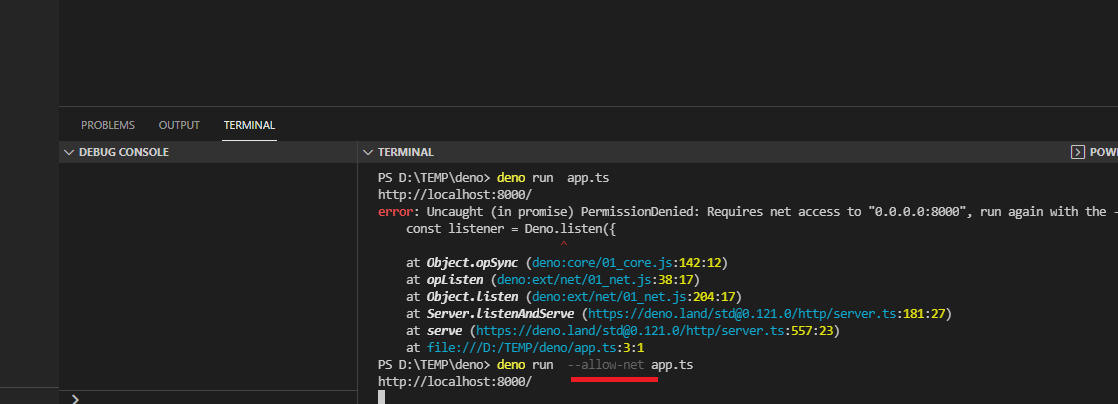 PROBLEMS OUTPUT TERMINAL
DEBUG CONSOLE
TERMINAL
POW
PS D:\TEMP\deno> deno run  app.ts
http://localhost:8000/
error: Uncaught (in promise) PermissionDenied: Requires net access to "0.0.0.0:8000", run again with the -
    const listener = Deno.listen({
                          ^
    at Object.opSync (deno:core/01_core.js:142:12)
    at opListen (deno:ext/net/01_net.js:38:17)
    at Object.listen (deno:ext/net/01_net.js:204:17)
    at Server.listenAndServe (https://deno.land/std@0.121.0/http/server.ts:181:27)
    at serve (https://deno.land/std@0.121.0/http/server.ts:557:23)
    at file:///D:/TEMP/deno/app.ts:3:1
PS D:\TEMP\deno> deno run  --allow-net app.ts
http://localhost:8000/